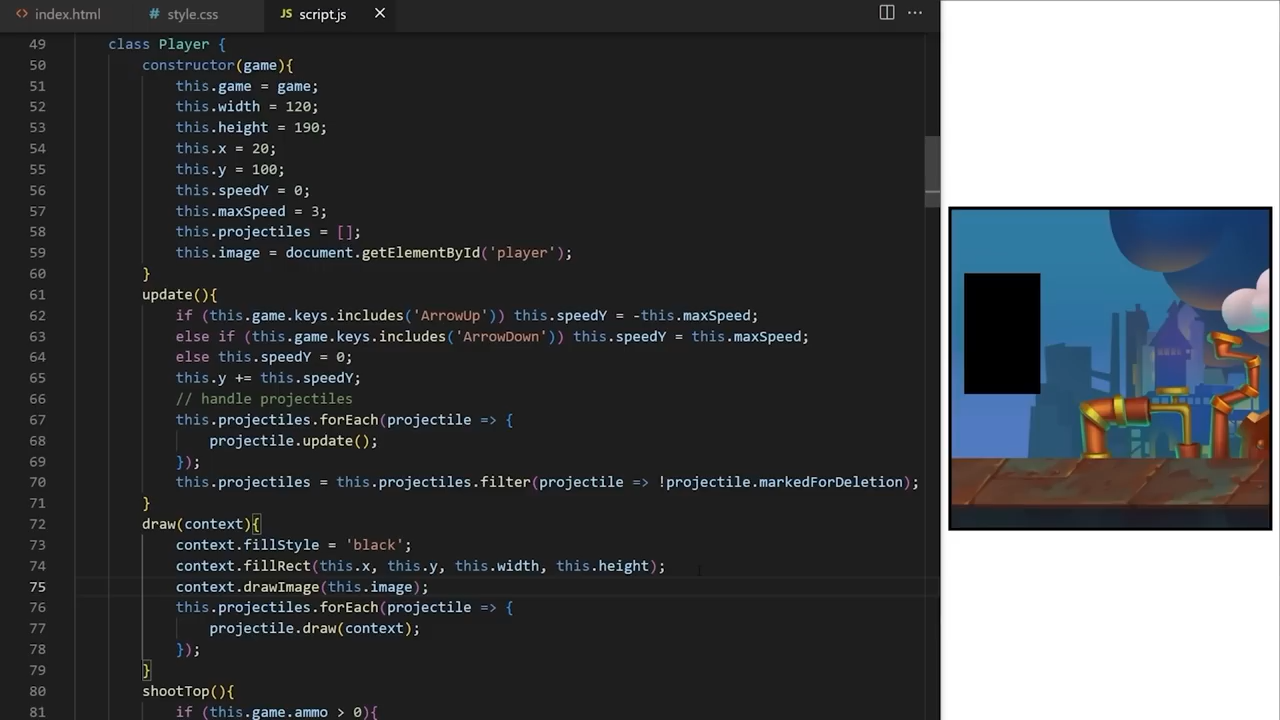 index.html
# style.css
JS script.js
49 class Player {
50 constructor(game){
51 this.game = game;
52 this.width = 120;
53 this.height = 190;
54 this.x = 20;
55 this.y = 100;
56 this.speedY = 0;
57 this.maxSpeed = 3;
58 this.projectiles = [];
59 this.image = document.getElementById('player');
60 }
61 update(){
62 if (this.game.keys.includes('ArrowUp')) this.speedY = -this.maxSpeed;
63 else if (this.game.keys.includes('ArrowDown')) this.speedY = this.maxSpeed;
64 else this.speedY = 0;
65 this.y += this.speedY;
66 // handle projectiles
67 this.projectiles.forEach(projectile => {
68 projectile.update();
69 });
70 this.projectiles = this.projectiles.filter(projectile => !projectile.markedForDeletion);
71 }
72 draw(context){
73 context.fillStyle = 'black';
74 context.fillRect(this.x, this.y, this.width, this.height);
75 context.drawImage(this.image);
76 this.projectiles.forEach(projectile => {
77 projectile.draw(context);
78 });
79 }
80 shootTop(){
81 if (this.game.ammo > 0){